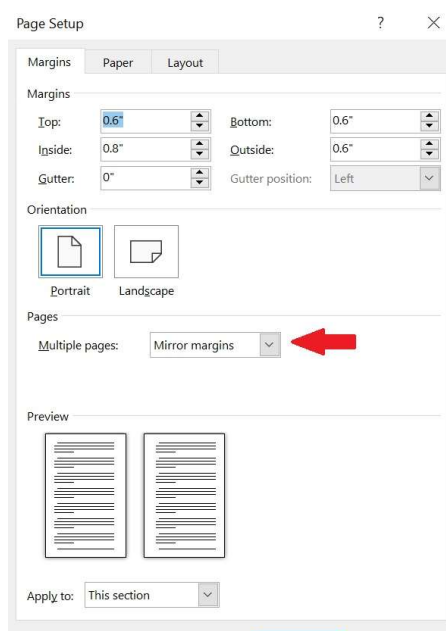 Page Setup ? ×
Margins Paper Layout
Margins
Top: 0.6" Bottom: 0.6"
Inside: 0.8" Outside: 0.6"
Gutter: 0" Gutter position: Left
Orientation
Portrait Landscape
Pages
Multiple pages: Mirror margins
Preview
Apply to: This section